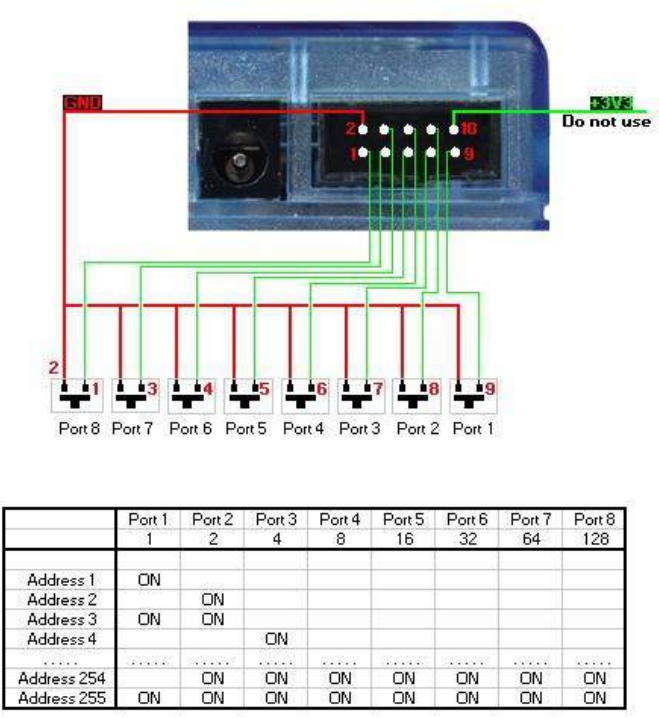 GND
+3V3
Do not use
2 10
1 9
2
1 3 4 5 6 7 8 9
Port 8 Port 7 Port 6 Port 5 Port 4 Port 3 Port 2 Port 1
Port 1 Port 2 Port 3 Port 4 Port 5 Port 6 Port 7 Port 8
1 2 4 8 16 32 64 128
Address 1 ON
Address 2 ON
Address 3 ON ON
Address 4 ON
..... ..... ..... ..... ..... ..... ..... ..... .....
Address 254 ON ON ON ON ON ON ON
Address 255 ON ON ON ON ON ON ON ON